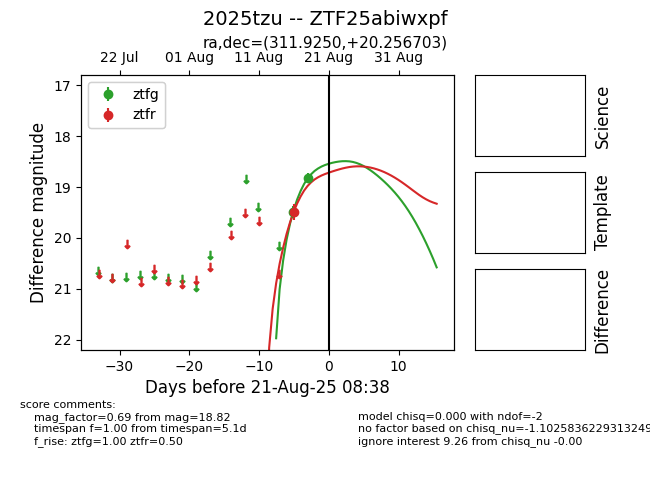 2025tzu -- ZTF25abiwxpf
ra,dec=(311.9250,+20.256703)
22 Jul 01 Aug 11 Aug 21 Aug 31 Aug
ztfg
ztfr
17
18
19
20
21
22
Difference magnitude
−30 −20 −10 0 10
Days before 21-Aug-25 08:38
Science
Template
Difference
score comments:
mag_factor=0.69 from mag=18.82
timespan f=1.00 from timespan=5.1d
f_rise: ztfg=1.00 ztfr=0.50
model chisq=0.000 with ndof=-2
no factor based on chisq_nu=-1.1025836229313249
ignore interest 9.26 from chisq_nu -0.00